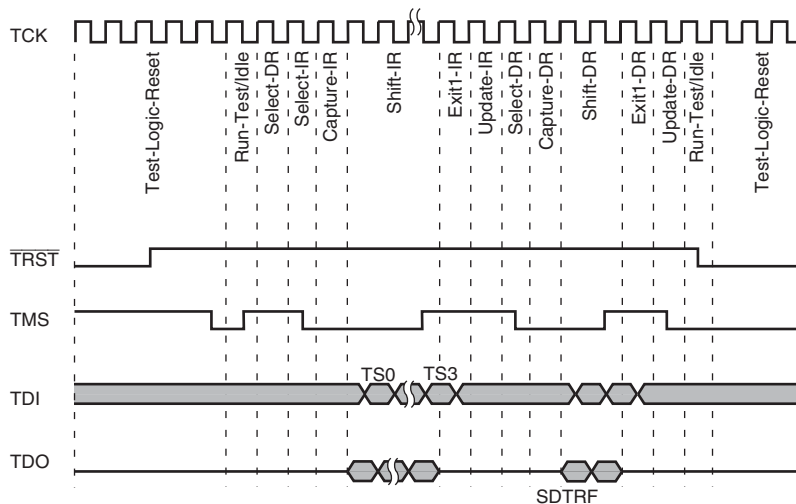 TCK
Test-Logic-Reset
Run-Test/Idle
Select-DR
Select-IR
Capture-IR
Shift-IR
Exit1-IR
Update-IR
Select-DR
Capture-DR
Shift-DR
Exit1-DR
Update-DR
Run-Test/Idle
Test-Logic-Reset
TRST
TMS
TS0
TS3
TDI
TDO
SDTRF